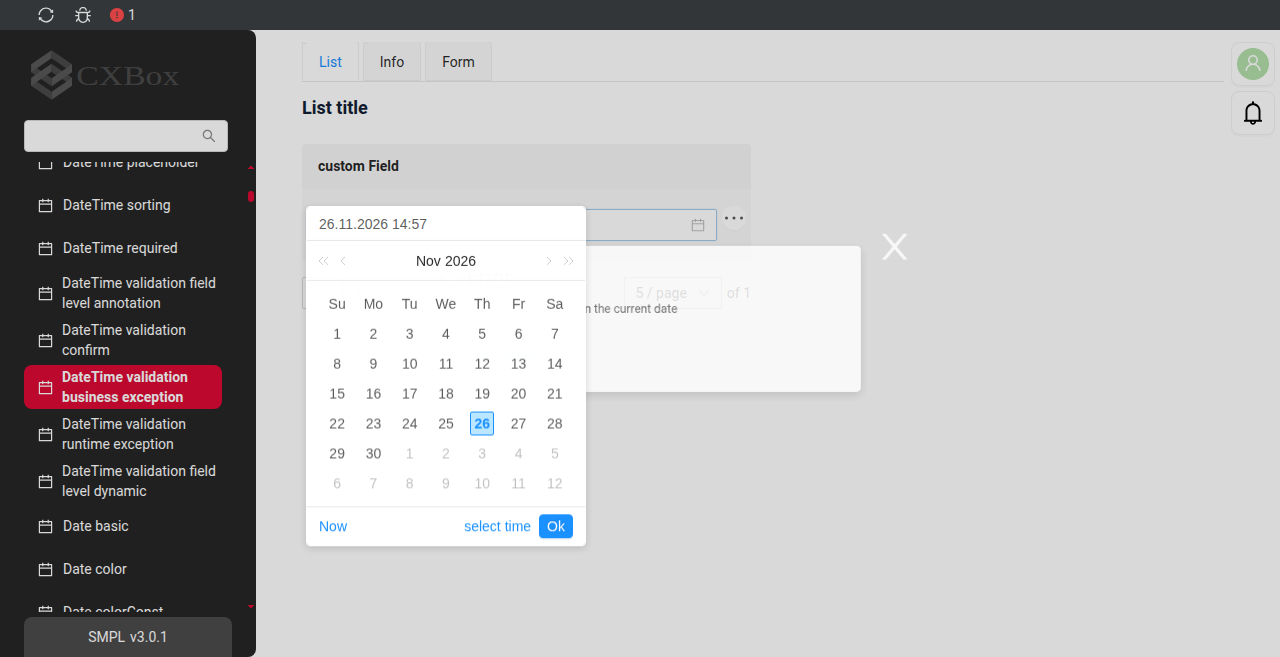 1
CXBox
DateTime placeholder
DateTime sorting
DateTime required
DateTime validation field
level annotation
DateTime validation
confirm
DateTime validation
business exception
DateTime validation
runtime exception
DateTime validation field
level dynamic
Date basic
Date color
Date colorConst
SMPL v3.0.1
List Info Form
List title
custom Field
26.11.2026 14:57
Nov 2026
Su Mo Tu We Th Fr Sa
1 2 3 4 5 6 7
8 9 10 11 12 13 14
15 16 17 18 19 20 21
22 23 24 25 26 27 28
29 30 1 2 3 4 5
6 7 8 9 10 11 12
Now select time Ok
5 / page of 1
the current date